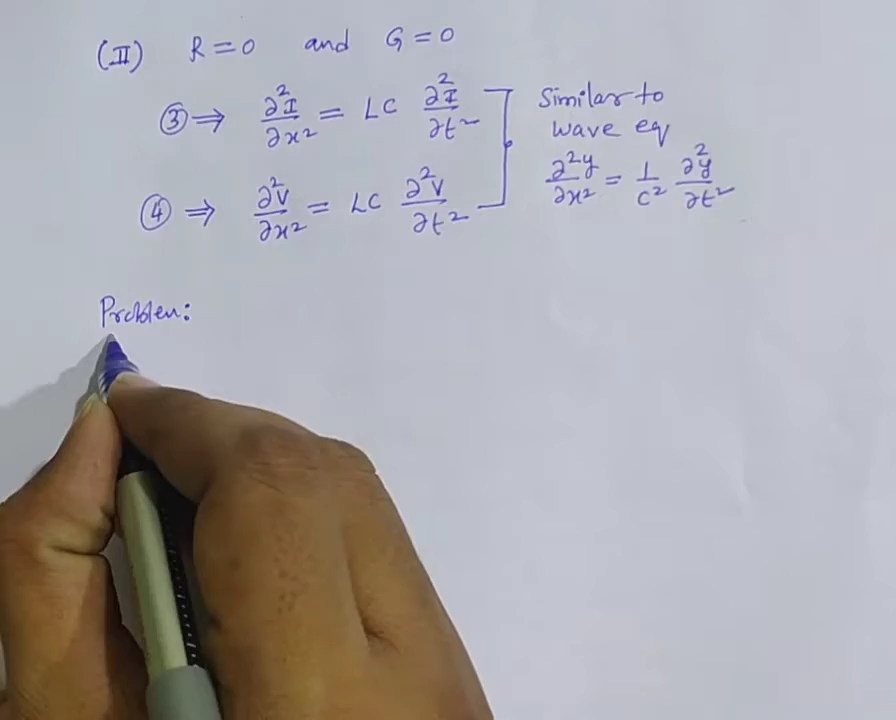 (II) R = 0 and G = 0
③ ⇒ ∂²I/∂x² = LC ∂²I/∂t²
④ ⇒ ∂²V/∂x² = LC ∂²V/∂t²
Similar to
wave eq
∂²y/∂x² = 1/c² ∂²y/∂t²
Problem: